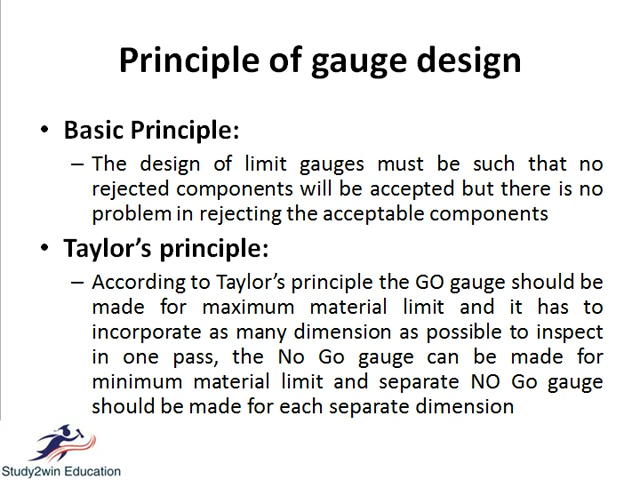 Principle of gauge design
• Basic Principle:
– The design of limit gauges must be such that no
rejected components will be accepted but there is no
problem in rejecting the acceptable components
• Taylor's principle:
– According to Taylor's principle the GO gauge should be
made for maximum material limit and it has to
incorporate as many dimension as possible to inspect
in one pass, the No Go gauge can be made for
minimum material limit and separate NO Go gauge
should be made for each separate dimension
Study2win Education